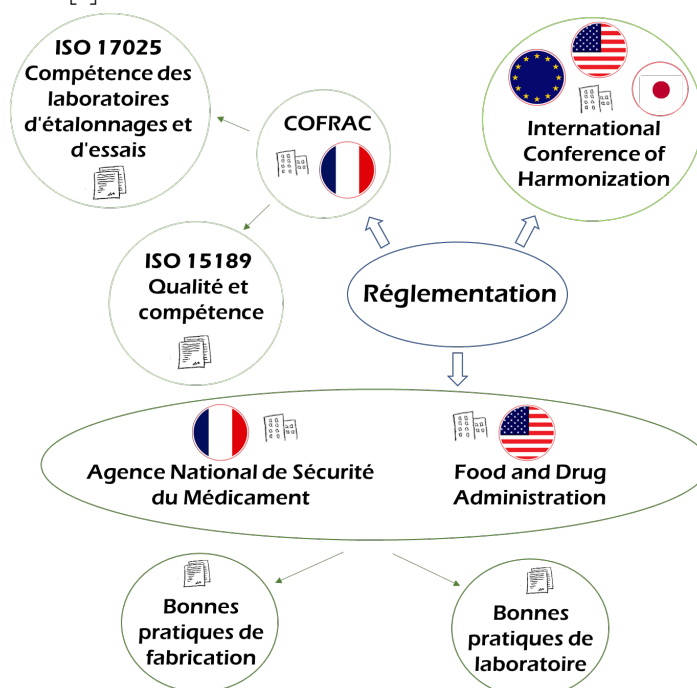 ISO 17025
Compétence des
laboratoires
d'étalonnages et
d'essais
COFRAC
International
Conference of
Harmonization
ISO 15189
Qualité et
compétence
Réglementation
Agence National de Sécurité
du Médicament
Food and Drug
Administration
Bonnes
pratiques de
fabrication
Bonnes
pratiques de
laboratoire